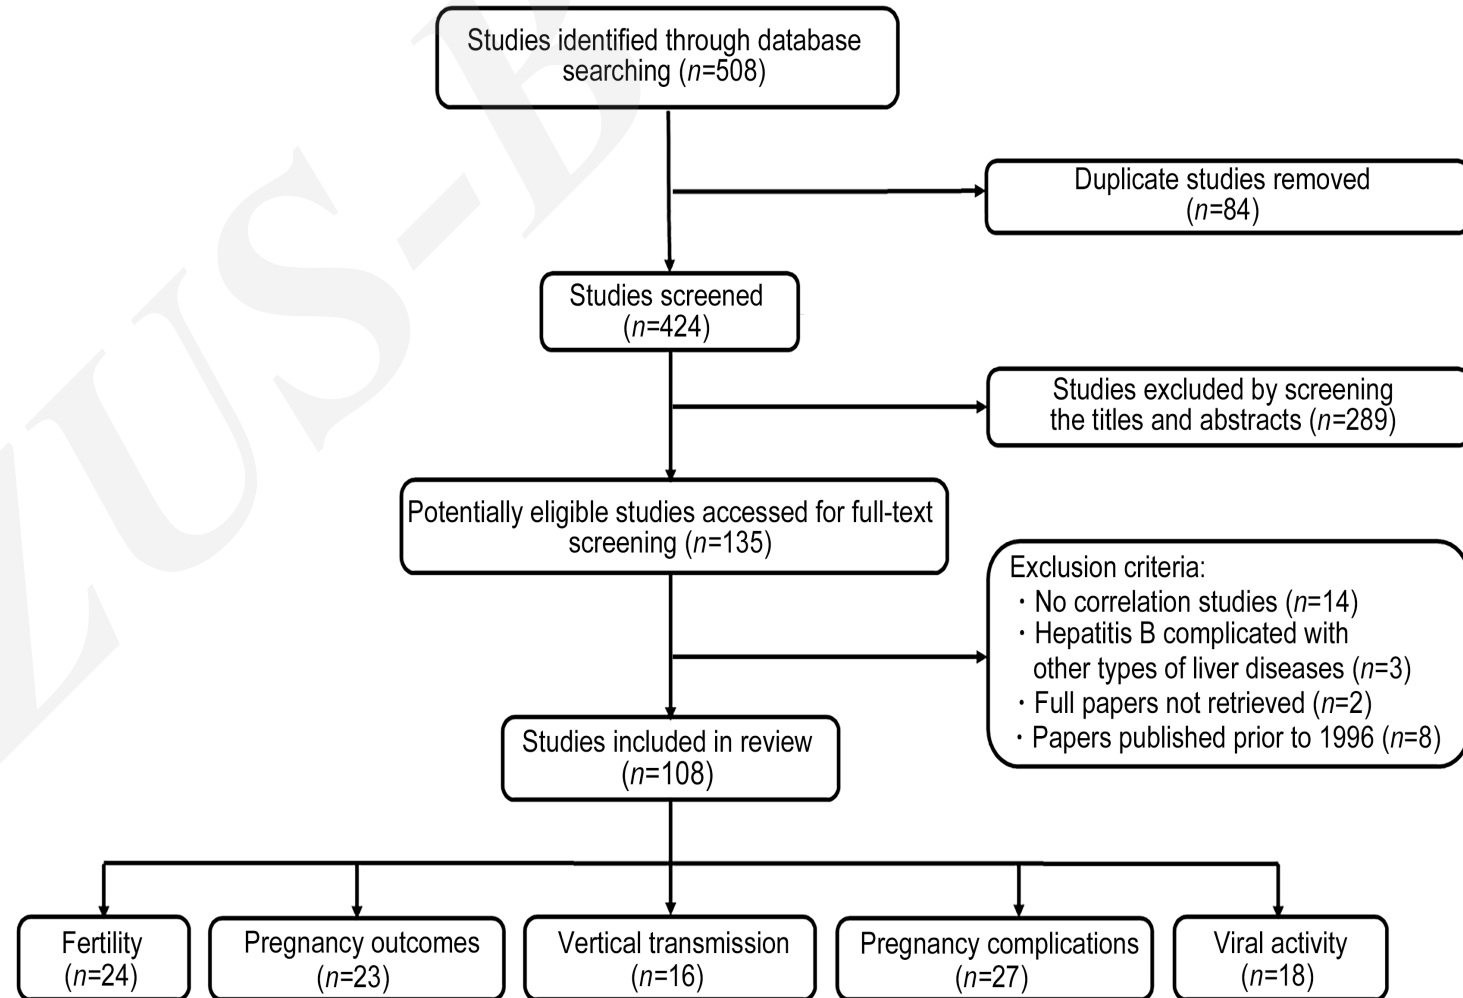 Studies identified through database
searching (n=508)
Duplicate studies removed
(n=84)
Studies screened
(n=424)
Studies excluded by screening
the titles and abstracts (n=289)
Potentially eligible studies accessed for full-text
screening (n=135)
Exclusion criteria:
· No correlation studies (n=14)
· Hepatitis B complicated with
other types of liver diseases (n=3)
· Full papers not retrieved (n=2)
· Papers published prior to 1996 (n=8)
Studies included in review
(n=108)
Fertility
(n=24)
Pregnancy outcomes
(n=23)
Vertical transmission
(n=16)
Pregnancy complications
(n=27)
Viral activity
(n=18)
ZUS-B